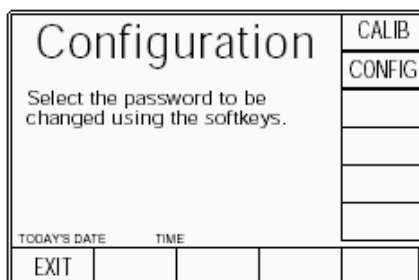 Configuration
CALIB
CONFIG
Select the password to be
changed using the softkeys.
TODAY'S DATE TIME
EXIT